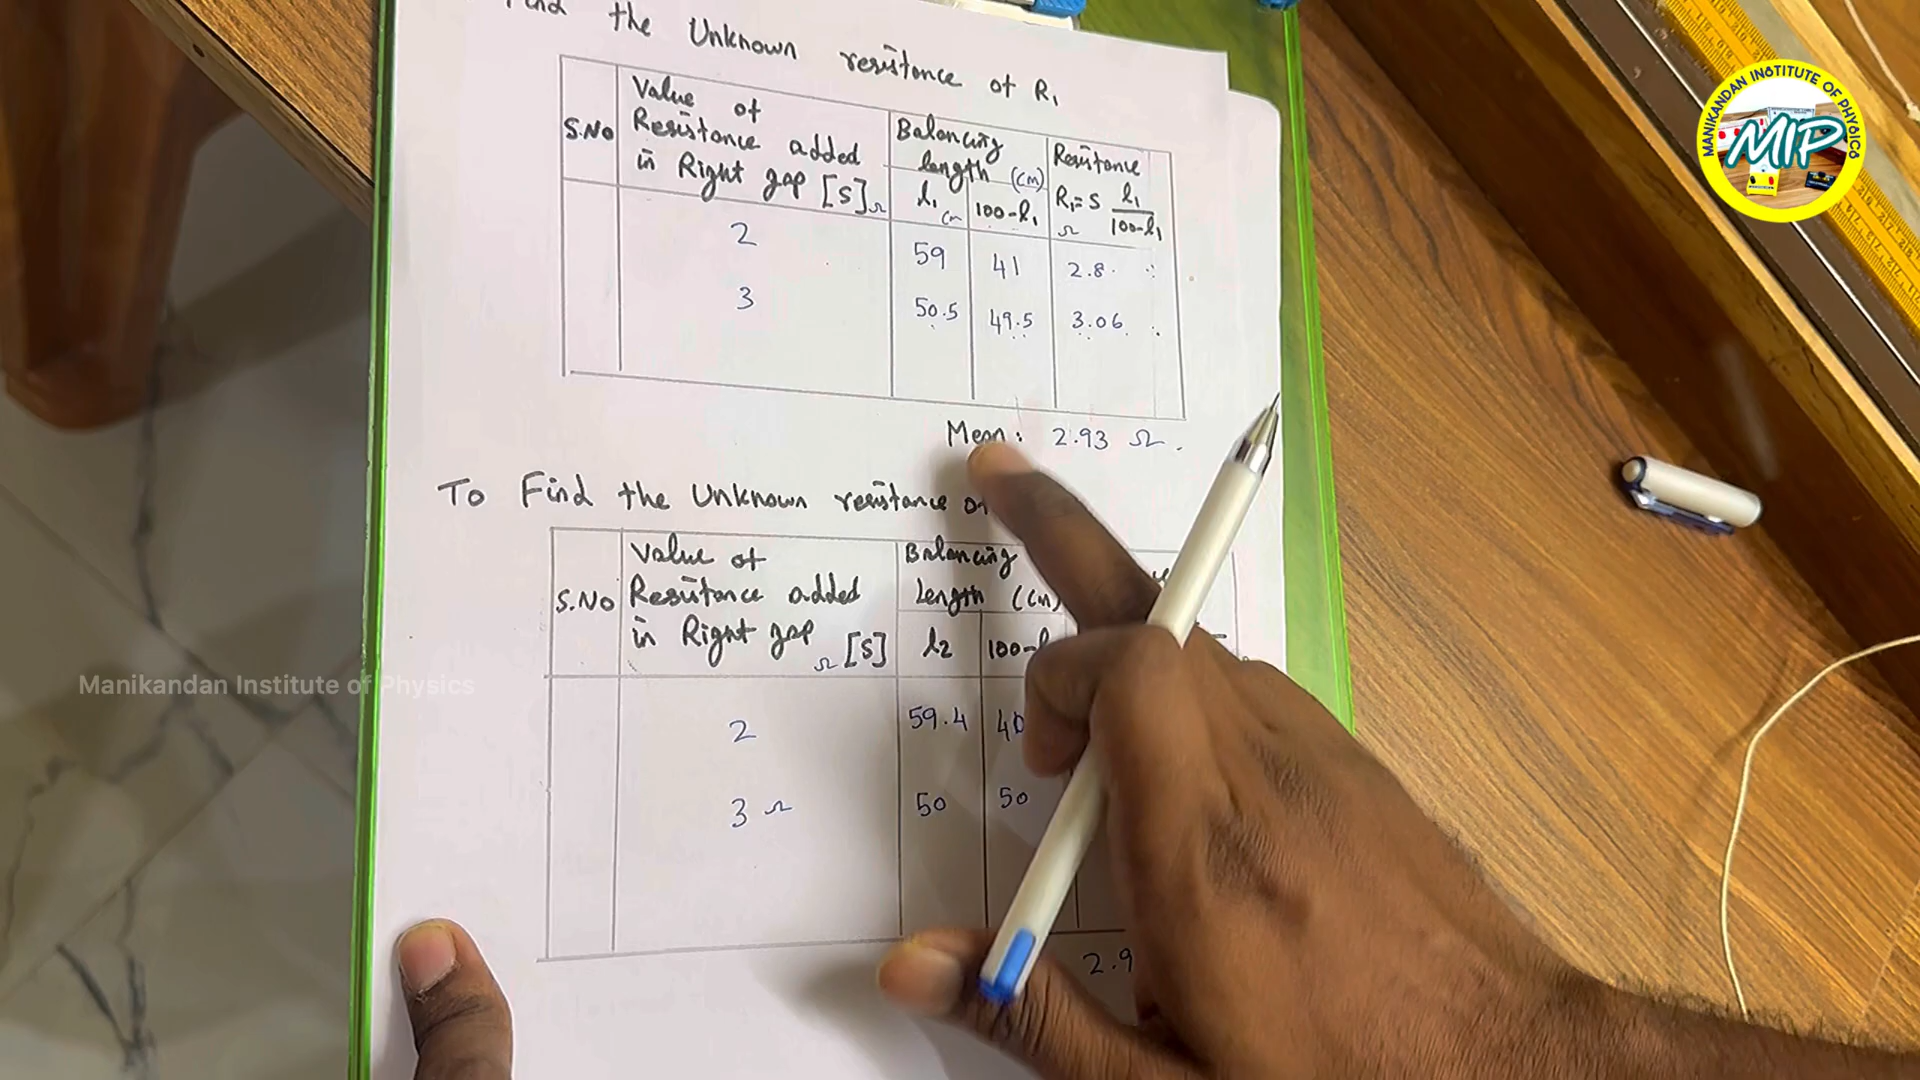 Find the Unknown resistance of R1
S.No
Value of
Resistance added
in Right gap [S]Ω
Balancing
length (cm)
l1 cm
100-l1
Resistance
R1=S l1/100-l1
Ω
2 59 41 2.8
3 50.5 49.5 3.06
Mean: 2.93 Ω.
To Find the Unknown resistance
S.No
Value of
Resistance added
in Right gap Ω [S]
Balancing
length (cm)
l2
100-l
2 59.4 40
3 Ω 50 50
2.9
MANIKANDAN INSTITUTE OF PHYSICS
MIP
Manikandan Institute of Physics